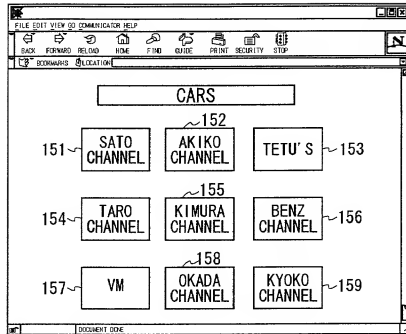 FILE EDIT VIEW GO COMMUNICATOR HELP
BACK FORWARD RELOAD HOME FIND GUIDE PRINT SECURITY STOP
N
BOOKMARKS LOCATION
CARS
151 SATO CHANNEL
152 AKIKO CHANNEL
153 TETU'S
154 TARO CHANNEL
155 KIMURA CHANNEL
156 BENZ CHANNEL
157 VM
158 OKADA CHANNEL
159 KYOKO CHANNEL
DOCUMENT DONE